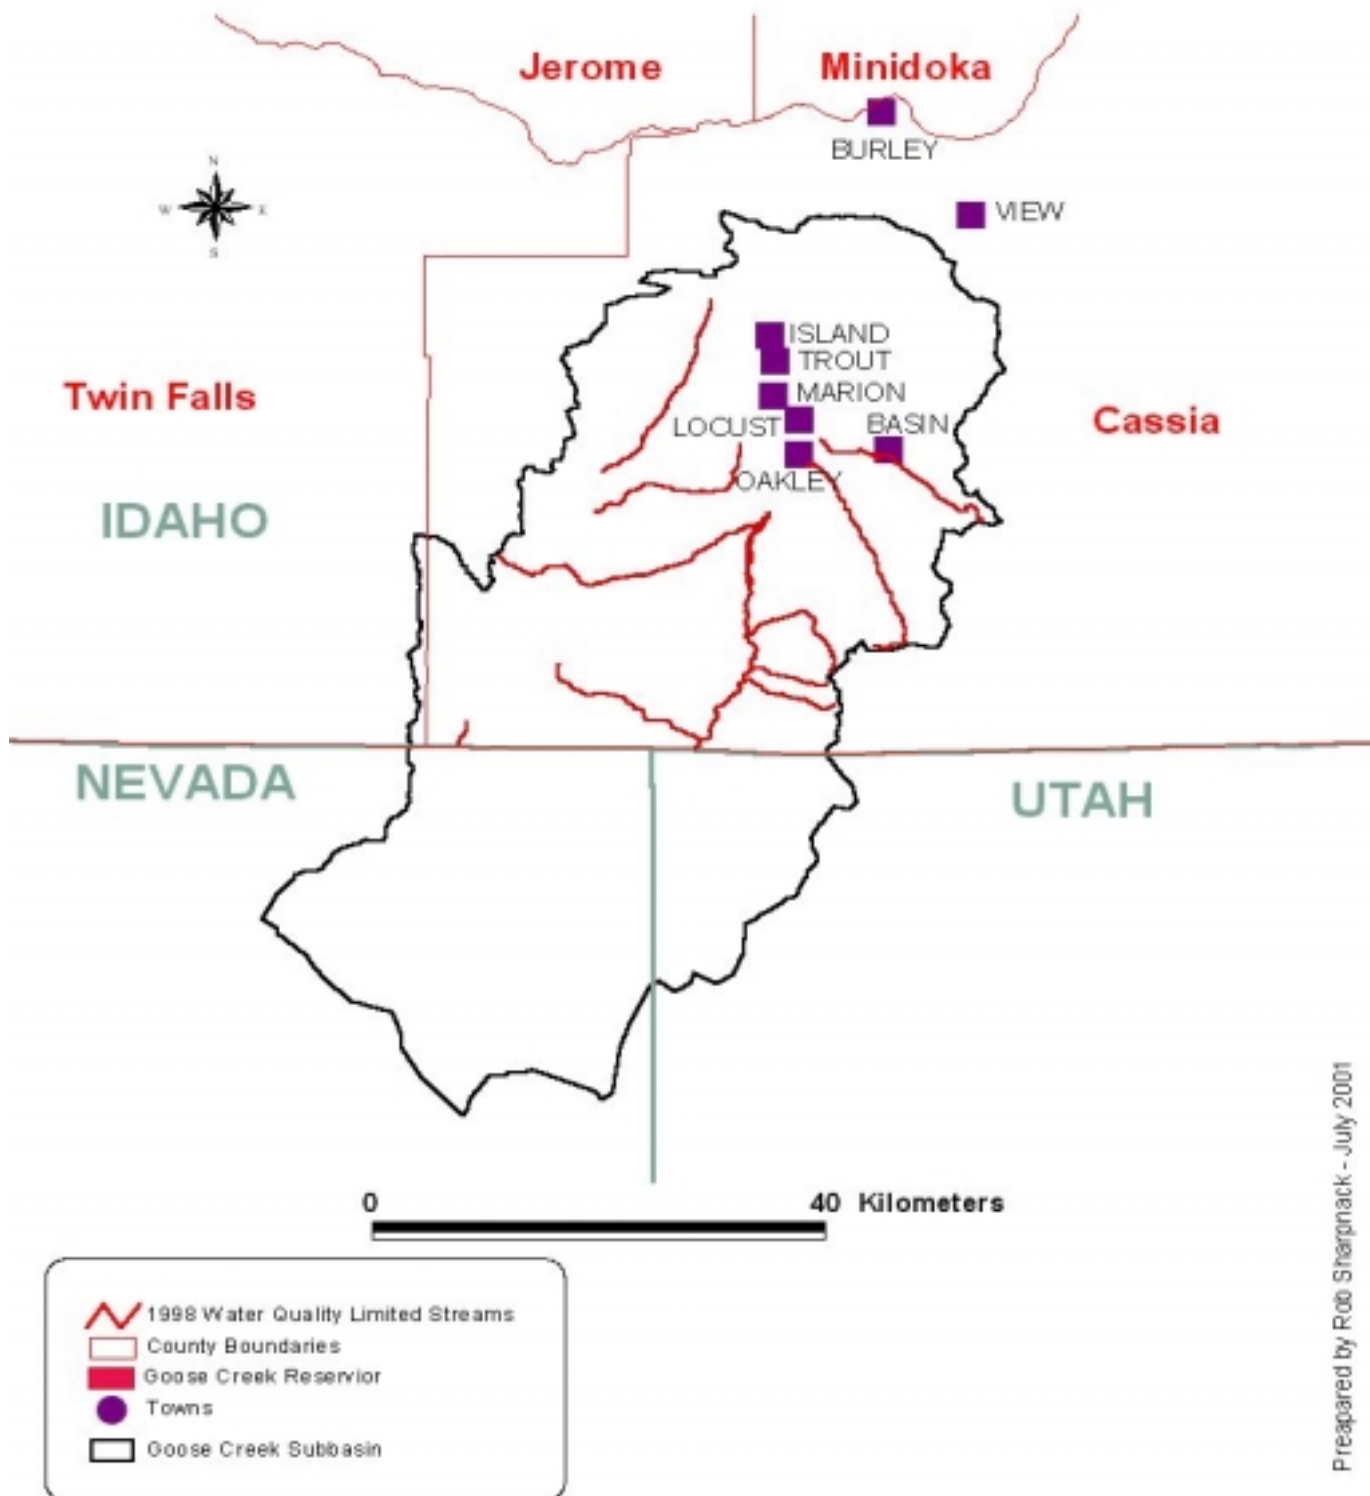 Jerome
Minidoka
BURLEY
N
W
E
S
VIEW
ISLAND
TROUT
Twin Falls
MARION
LOCUST
BASIN
Cassia
OAKLEY
IDAHO
NEVADA
UTAH
0
40 Kilometers
1998 Water Quality Limited Streams
County Boundaries
Goose Creek Reservior
Towns
Goose Creek Subbasin
Preapared by Rob Sharpnack - July 2001